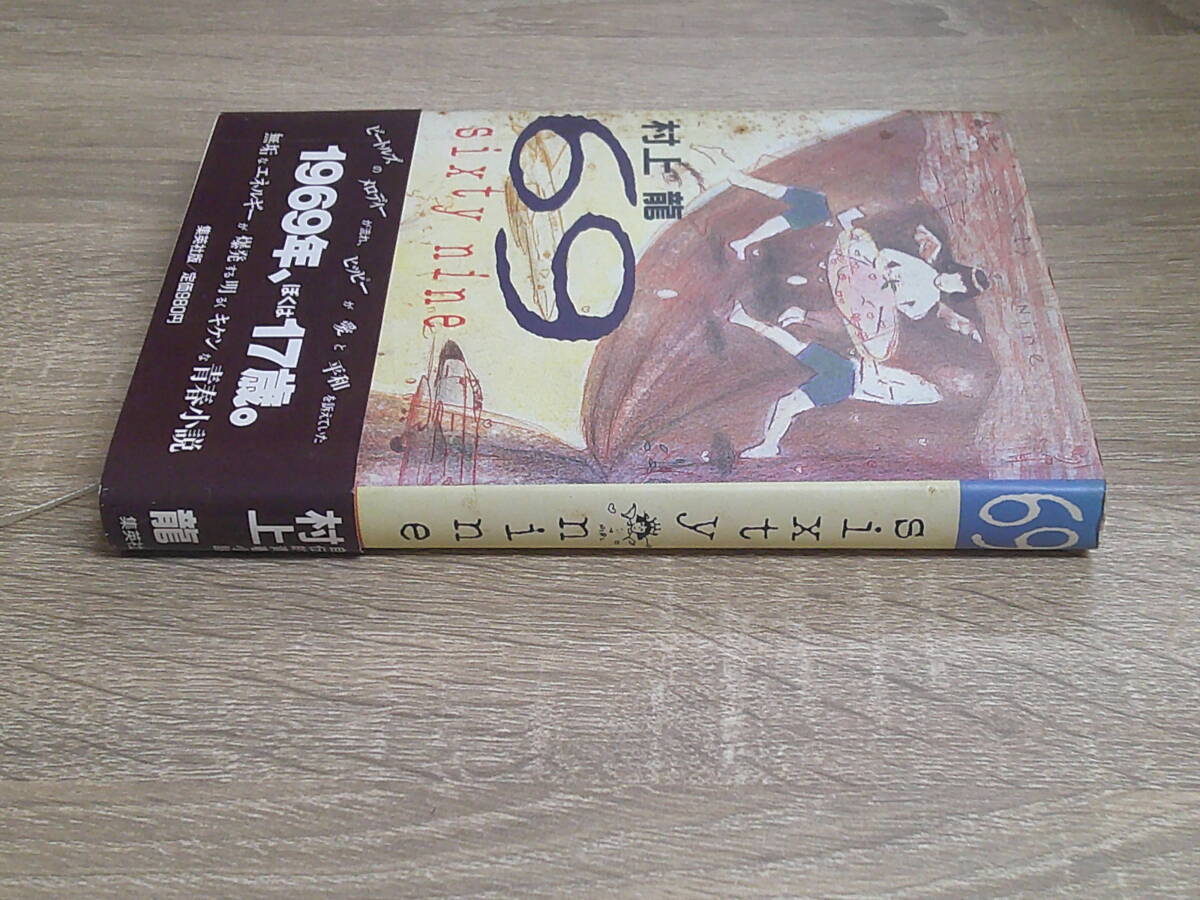 村上龍
69
sixty nine
NINE
ビートルズのメロディーが流れ、ヒッピーが愛と平和を訴えていた
1969年、ぼくは17歳。
無垢なエネルギーが爆発する明るくキケンな青春小説
集英社版 定価980円
69
sixty nine
村上龍
集英社